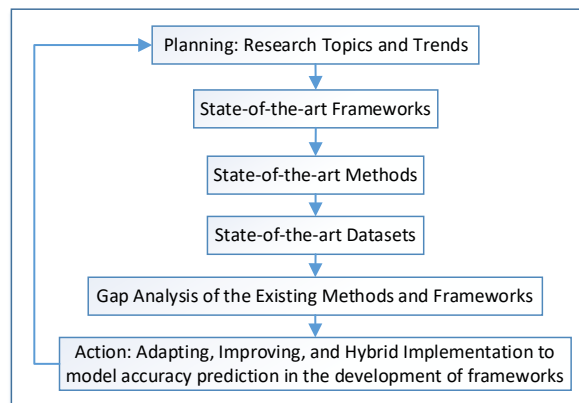 Planning: Research Topics and Trends
State-of-the-art Frameworks
State-of-the-art Methods
State-of-the-art Datasets
Gap Analysis of the Existing Methods and Frameworks
Action: Adapting, Improving, and Hybrid Implementation to
model accuracy prediction in the development of frameworks